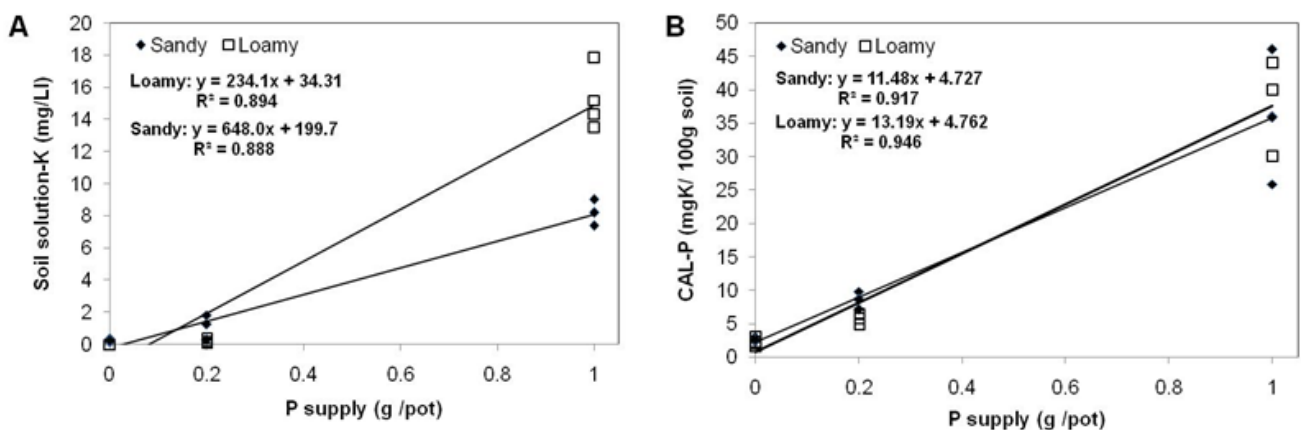 A
Soil solution-K (mg/LI)
20
18
16
14
12
10
8
6
4
2
0
Sandy Loamy
Loamy: y = 234.1x + 34.31
R² = 0.894
Sandy: y = 648.0x + 199.7
R² = 0.888
0 0.2 0.4 0.6 0.8 1
P supply (g /pot)
B
CAL-P (mgK/ 100g soil)
50
45
40
35
30
25
20
15
10
5
0
Sandy Loamy
Sandy: y = 11.48x + 4.727
R² = 0.917
Loamy: y = 13.19x + 4.762
R² = 0.946
0 0.2 0.4 0.6 0.8 1
P supply (g /pot)